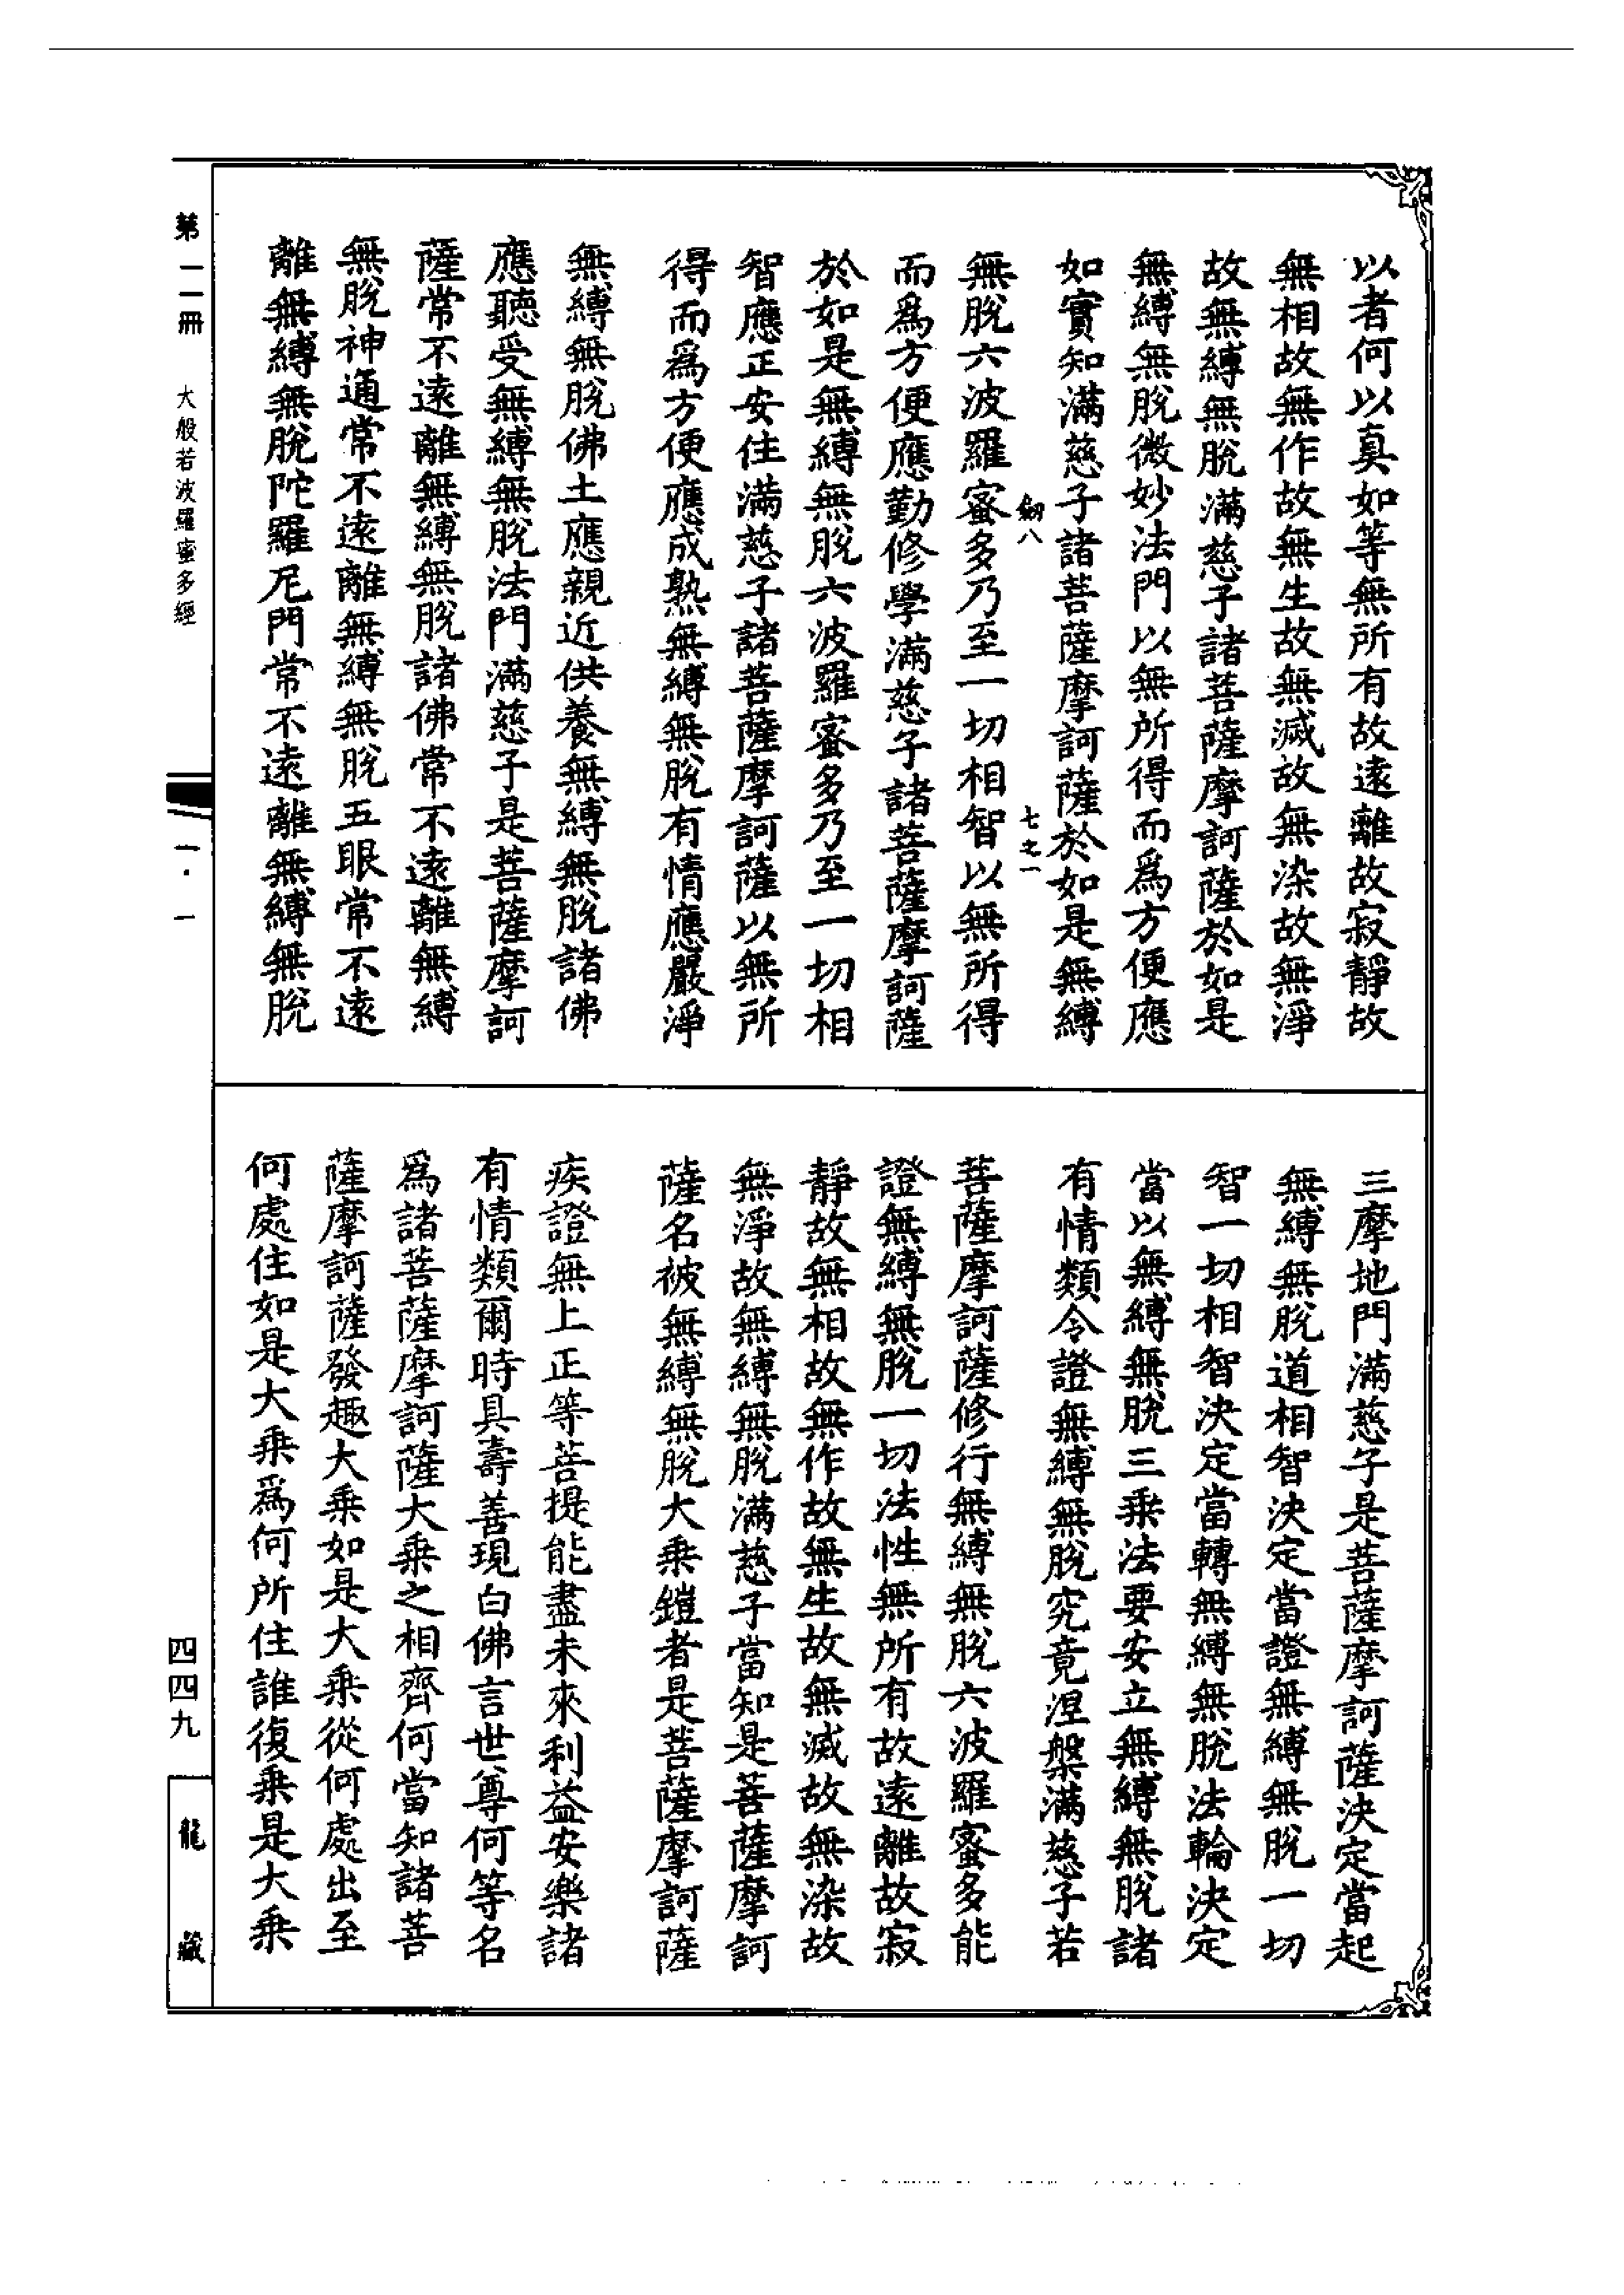 以者何以真如等無所有故遠離故寂靜故
無相故無作故無生故無滅故無染故無淨
故無縛無脫滿慈子諸菩薩摩訶薩於如是
無縛無脫微妙法門以無所得而爲方便應
如實知滿慈子諸菩薩摩訶薩於如是無縛
劒八 七之一
無脫六波羅蜜多乃至一切相智以無所得
而爲方便應勤修學滿慈子諸菩薩摩訶薩
於如是無縛無脫六波羅蜜多乃至一切相
智應正安住滿慈子諸菩薩摩訶薩以無所
得而爲方便應成熟無縛無脫有情應嚴淨
無縛無脫佛土應親近供養無縛無脫諸佛
應聽受無縛無脫法門滿慈子是菩薩摩訶
薩常不遠離無縛無脫諸佛常不遠離無縛
無脫神通常不遠離無縛無脫五眼常不遠
離無縛無脫陀羅尼門常不遠離無縛無脫
三摩地門滿慈子是菩薩摩訶薩決定當起
無縛無脫道相智決定當證無縛無脫一切
智一切相智決定當轉無縛無脫法輪決定
當以無縛無脫三乘法要安立無縛無脫諸
有情類令證無縛無脫究竟涅槃滿慈子若
菩薩摩訶薩修行無縛無脫六波羅蜜多能
證無縛無脫一切法性無所有故遠離故寂
靜故無相故無作故無生故無滅故無染故
無淨故無縛無脫滿慈子當知是菩薩摩訶
薩名被無縛無脫大乘鎧者是菩薩摩訶薩
疾證無上正等菩提能盡未來利益安樂諸
有情類爾時具壽善現白佛言世尊何等名
爲諸菩薩摩訶薩大乘之相齊何當知諸菩
薩摩訶薩發趣大乘如是大乘從何處出至
何處住如是大乘爲何所住誰復乘是大乘
第二冊 大般若波羅蜜多經
一·一
四四九
龍藏